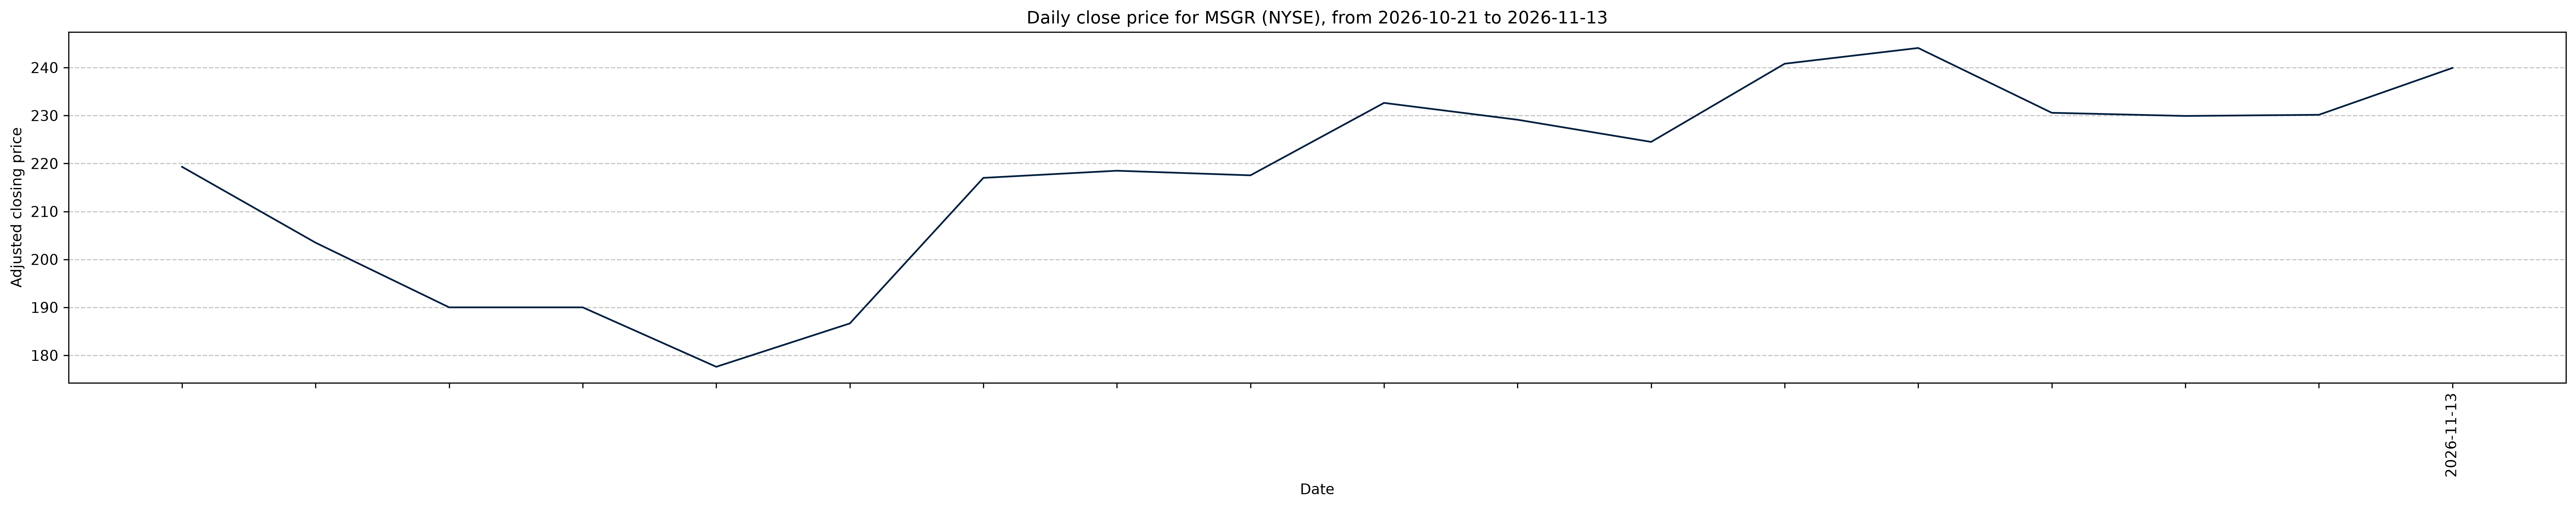 Daily close price for MSGR (NYSE), from 2026-10-21 to 2026-11-13
Adjusted closing price
240
230
220
210
200
190
180
2026-11-13
Date